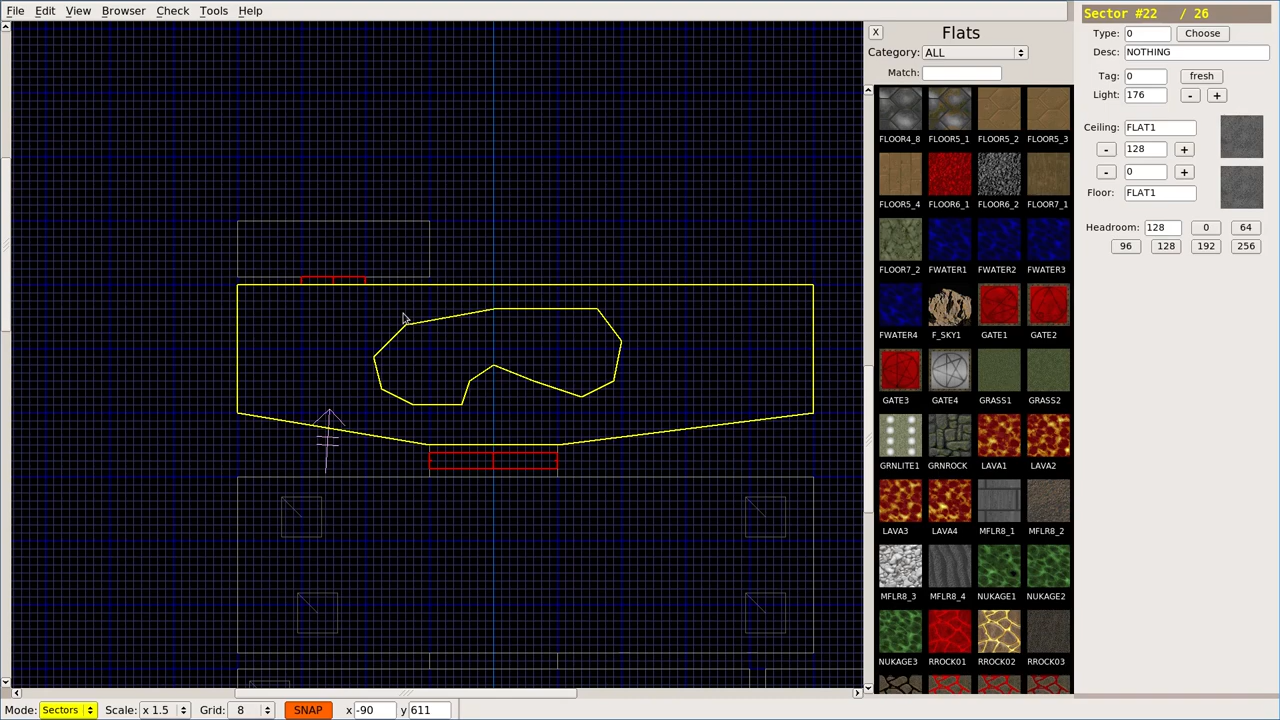 File Edit View Browser Check Tools Help
Sector #22 / 26
Type: 0 Choose
Desc: NOTHING
Tag: 0 fresh
Light: 176 - +
Ceiling: FLAT1
- 128 +
- 0 +
Floor: FLAT1
Headroom: 128 0 64
96 128 192 256
X Flats
Category: ALL
Match:
FLOOR4_8 FLOOR5_1 FLOOR5_2 FLOOR5_3
FLOOR5_4 FLOOR6_1 FLOOR6_2 FLOOR7_1
FLOOR7_2 FWATER1 FWATER2 FWATER3
FWATER4 F_SKY1 GATE1 GATE2
GATE3 GATE4 GRASS1 GRASS2
GRNLITE1 GRNROCK LAVA1 LAVA2
LAVA3 LAVA4 MFLR8_1 MFLR8_2
MFLR8_3 MFLR8_4 NUKAGE1 NUKAGE2
NUKAGE3 RROCK01 RROCK02 RROCK03
Mode: Sectors Scale: x 1.5 Grid: 8 SNAP x -90 y 611